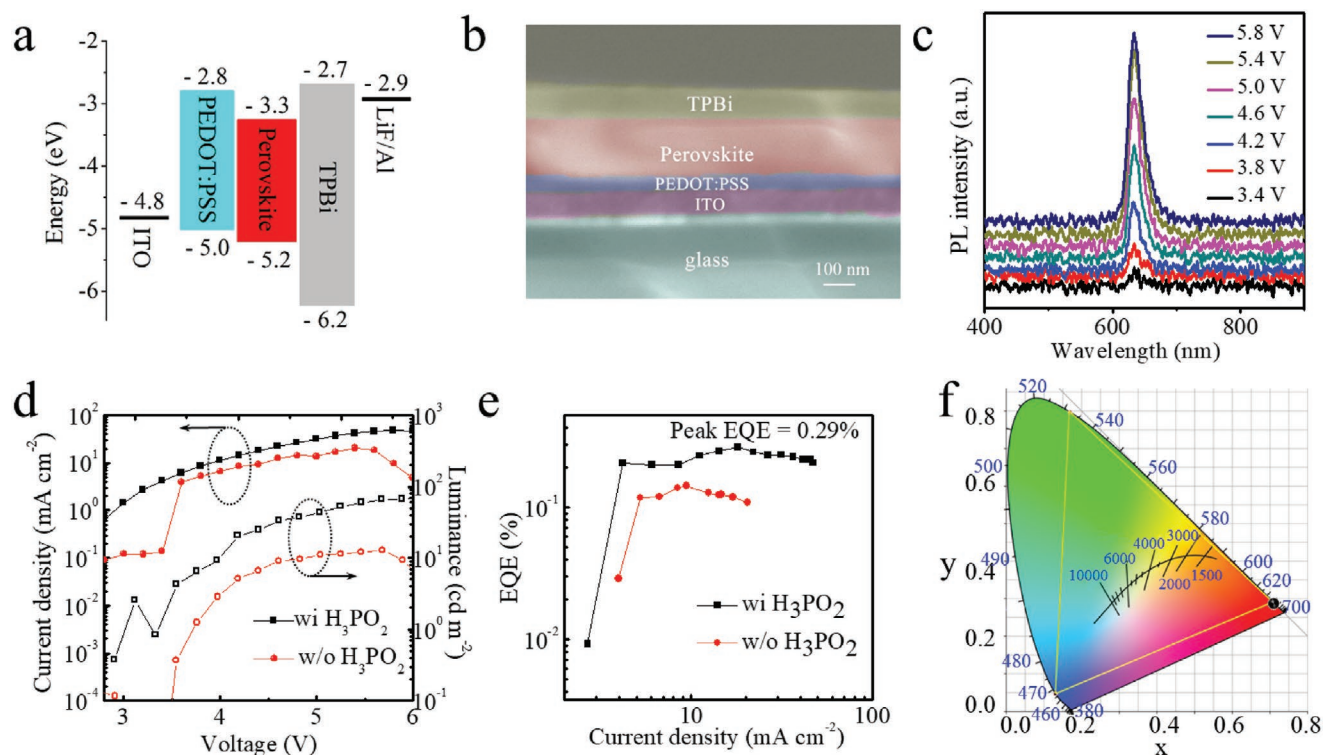 a
-2
-3
-4
-5
-6
Energy (eV)
- 4.8
ITO
- 2.8
PEDOT:PSS
- 5.0
- 3.3
Perovskite
- 5.2
- 2.7
TPBi
- 6.2
- 2.9
LiF/Al
b
TPBi
Perovskite
PEDOT:PSS
ITO
glass
100 nm
c
PL intensity (a.u.)
5.8 V
5.4 V
5.0 V
4.6 V
4.2 V
3.8 V
3.4 V
400 600 800
Wavelength (nm)
d
Current density (mA cm⁻²)
10²
10¹
10⁰
10⁻¹
10⁻²
10⁻³
10⁻⁴
wi H₃PO₂
w/o H₃PO₂
10³
10²
10¹
10⁰
10⁻¹
Luminance (cd m⁻²)
3 4 5 6
Voltage (V)
e
Peak EQE = 0.29%
EQE (%)
10⁻¹
10⁻²
wi H₃PO₂
w/o H₃PO₂
10 100
Current density (mA cm⁻²)
f
y
0.8
0.6
0.4
0.2
0.0
520
540
560
500
580
490
3000
4000
6000
10000
2000
1500
600
620
700
480
470
460
380
0.0 0.2 0.4 0.6 0.8
x